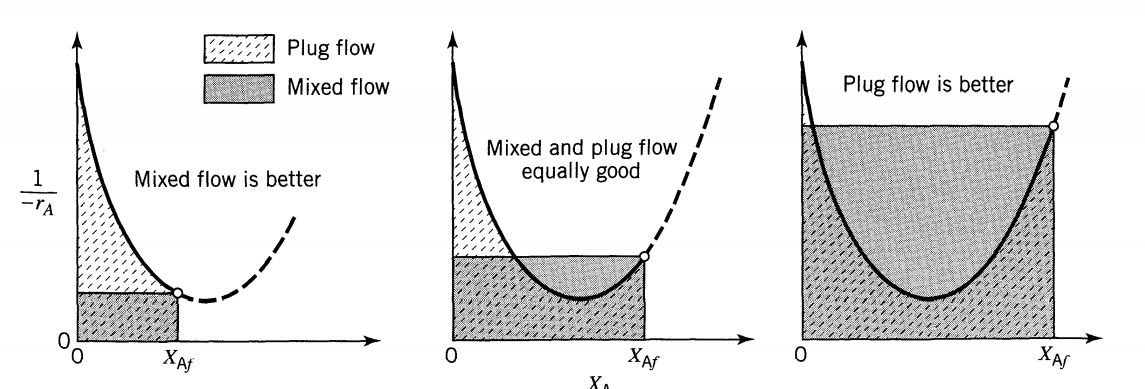 Plug flow
Mixed flow
1
-r_A
Mixed flow is better
0
0
X_Af
Mixed and plug flow
equally good
0
X_Af
Plug flow is better
0
X_Af
X_A